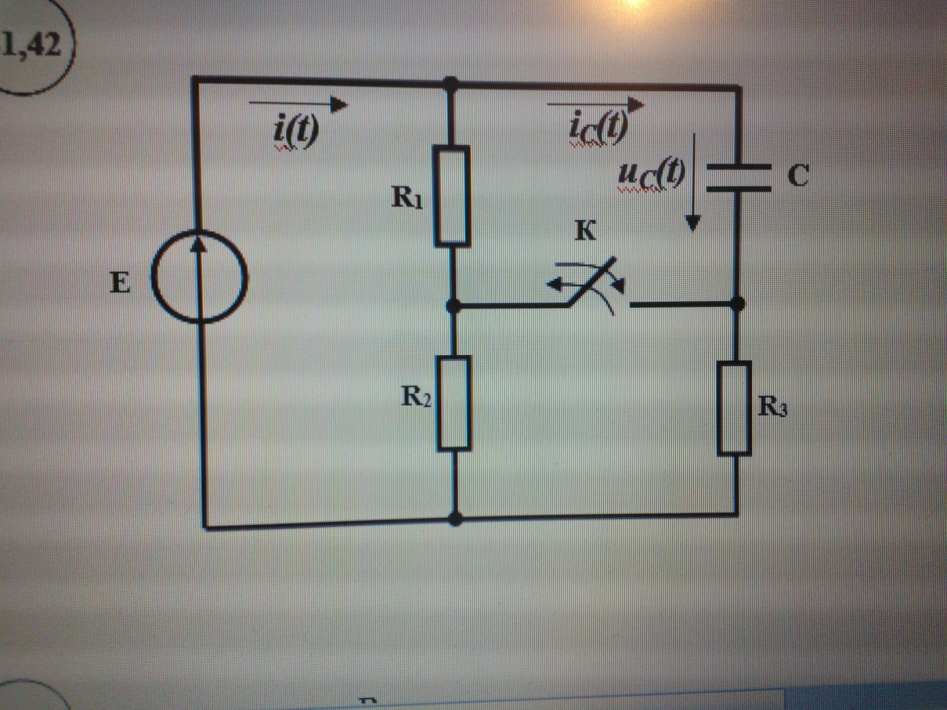 1,42
i(t)
iC(t)
uC(t)
C
R1
К
E
R2
R3